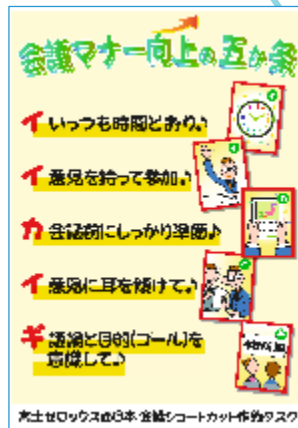 会議マナー向上の五か条
イ いっつも時間どおり♪
イ 意見を持って参加♪
カ 会議前にしっかり準備♪
イ 意見に耳を傾けて♪
ギ 議論と目的(ゴール)を
意識して♪
富士ゼロックス西日本 会議ショートカット作戦タスク